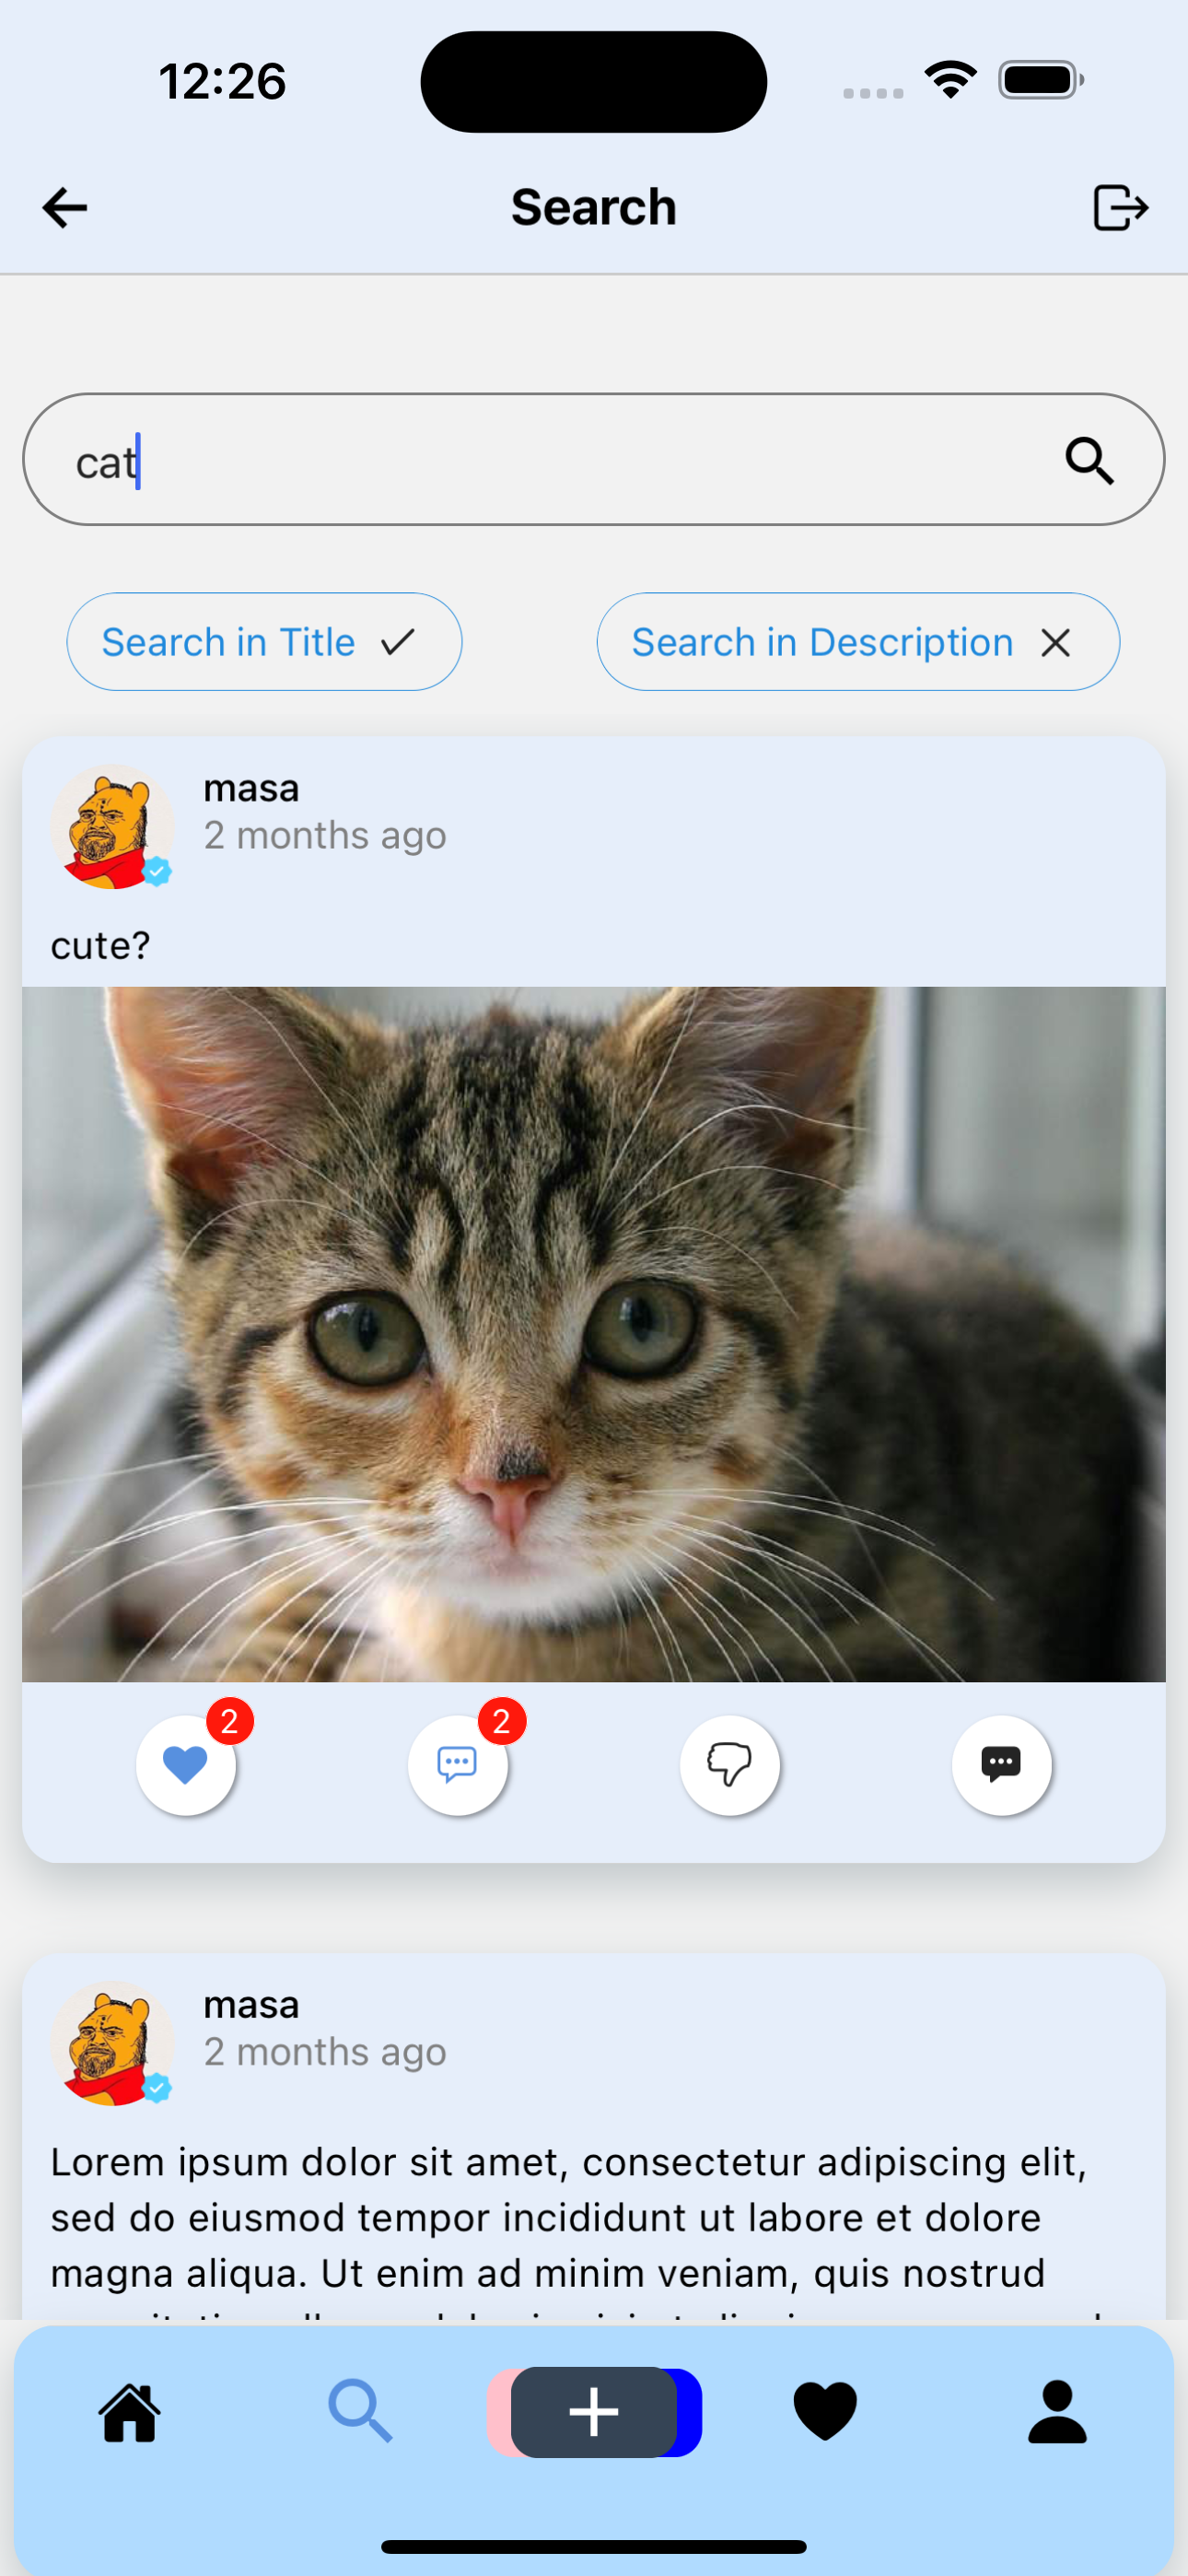 12:26
Search
cat
Search in Title
Search in Description
masa
2 months ago
cute?
2
2
masa
2 months ago
Lorem ipsum dolor sit amet, consectetur adipiscing elit,
sed do eiusmod tempor incididunt ut labore et dolore
magna aliqua. Ut enim ad minim veniam, quis nostrud